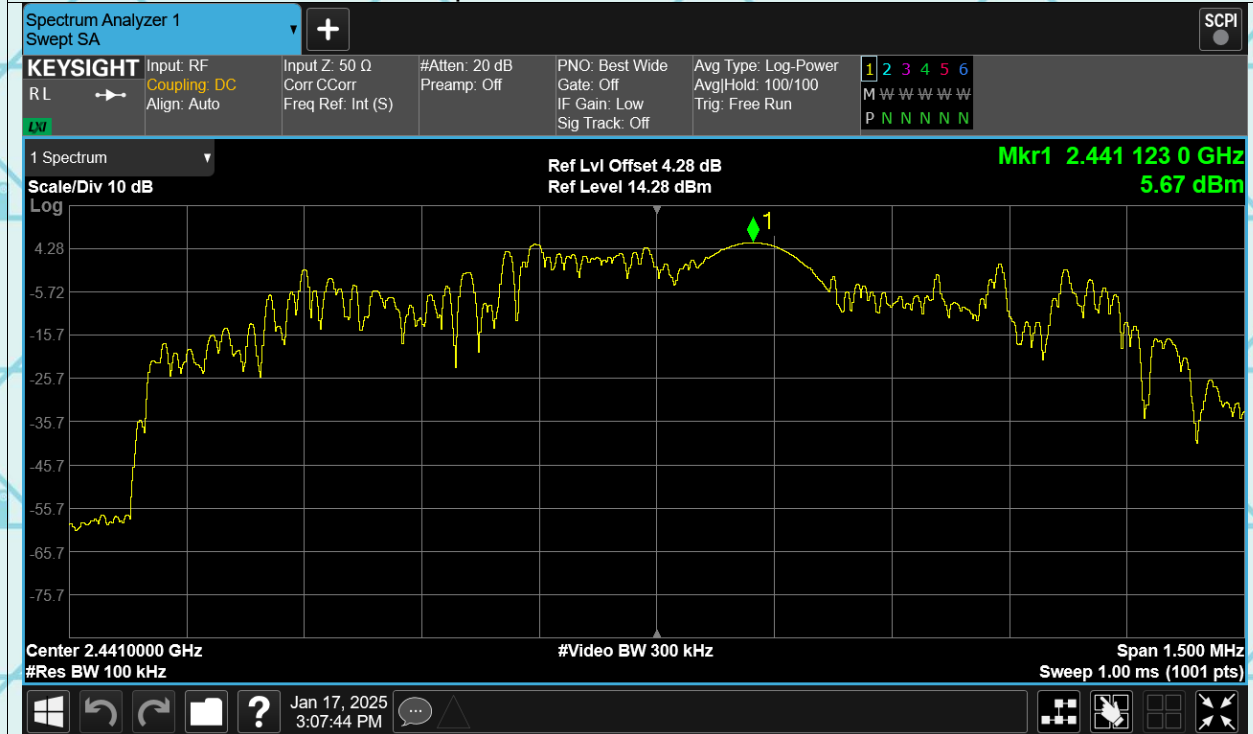 Spectrum Analyzer 1
Swept SA
+
SCPI
KEYSIGHT
R L
LXI
Input: RF
Coupling: DC
Align: Auto
Input Z: 50 Ω
Corr CCorr
Freq Ref: Int (S)
#Atten: 20 dB
Preamp: Off
PNO: Best Wide
Gate: Off
IF Gain: Low
Sig Track: Off
Avg Type: Log-Power
Avg|Hold: 100/100
Trig: Free Run
1 2 3 4 5 6
M W W W W W
P N N N N N
1 Spectrum
Scale/Div 10 dB
Log
Ref Lvl Offset 4.28 dB
Ref Level 14.28 dBm
Mkr1 2.441 123 0 GHz
5.67 dBm
1
4.28
-5.72
-15.7
-25.7
-35.7
-45.7
-55.7
-65.7
-75.7
Center 2.4410000 GHz
#Res BW 100 kHz
#Video BW 300 kHz
Span 1.500 MHz
Sweep 1.00 ms (1001 pts)
?
Jan 17, 2025
3:07:44 PM